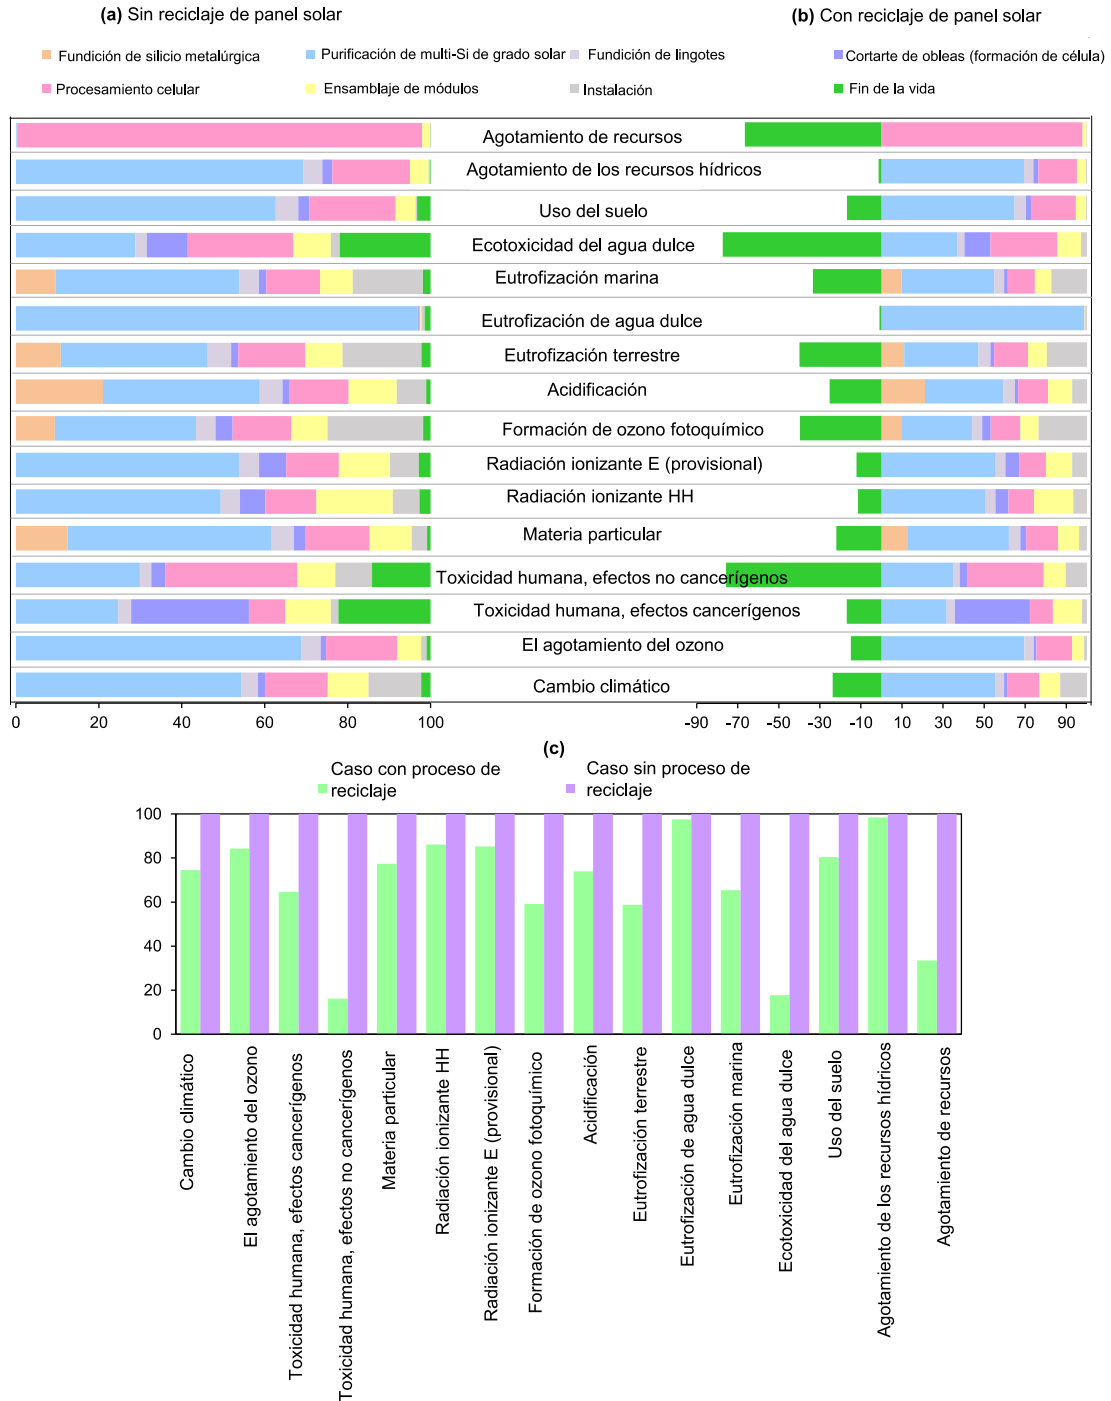 (a) Sin reciclaje de panel solar
(b) Con reciclaje de panel solar
Fundición de silicio metalúrgica
Purificación de multi-Si de grado solar
Fundición de lingotes
Cortarte de obleas (formación de célula)
Procesamiento celular
Ensamblaje de módulos
Instalación
Fin de la vida
Agotamiento de recursos
Agotamiento de los recursos hídricos
Uso del suelo
Ecotoxicidad del agua dulce
Eutrofización marina
Eutrofización de agua dulce
Eutrofización terrestre
Acidificación
Formación de ozono fotoquímico
Radiación ionizante E (provisional)
Radiación ionizante HH
Materia particular
Toxicidad humana, efectos no cancerígenos
Toxicidad humana, efectos cancerígenos
El agotamiento del ozono
Cambio climático
0 20 40 60 80 100
-90 -70 -50 -30 -10 10 30 50 70 90
(c)
Caso con proceso de
reciclaje
Caso sin proceso de
reciclaje
100
80
60
40
20
0
Cambio climático
El agotamiento del ozono
Toxicidad humana, efectos cancerígenos
Toxicidad humana, efectos no cancerígenos
Materia particular
Radiación ionizante HH
Radiación ionizante E (provisional)
Formación de ozono fotoquímico
Acidificación
Eutrofización terrestre
Eutrofización de agua dulce
Eutrofización marina
Ecotoxicidad del agua dulce
Uso del suelo
Agotamiento de los recursos hídricos
Agotamiento de recursos